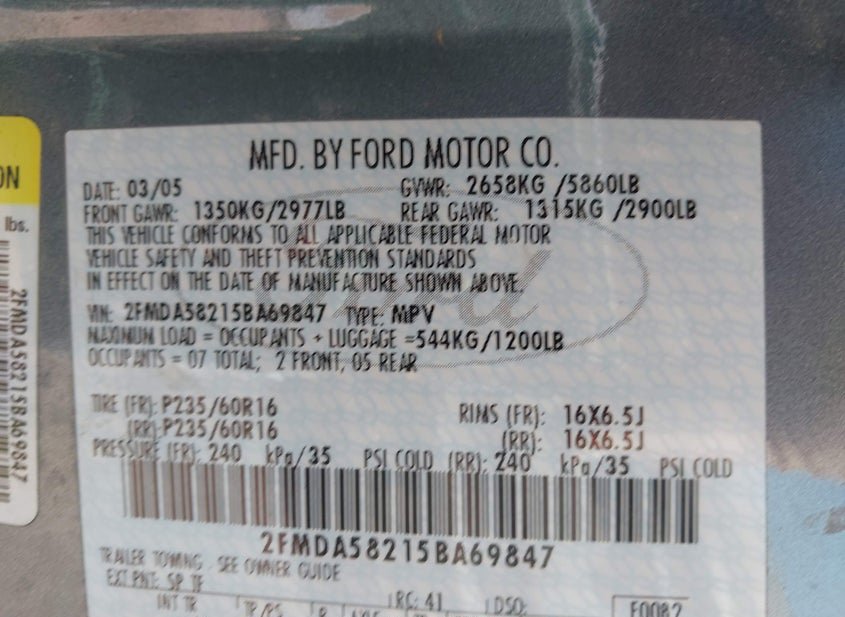 MFD. BY FORD MOTOR CO.
DATE: 03/05 GVWR: 2658KG /5860LB
FRONT GAWR: 1350KG/2977LB REAR GAWR: 1315KG /2900LB
THIS VEHICLE CONFORMS TO ALL APPLICABLE FEDERAL MOTOR
VEHICLE SAFETY AND THEFT PREVENTION STANDARDS
IN EFFECT ON THE DATE OF MANUFACTURE SHOWN ABOVE.
VIN: 2FMDA58215BA69847 TYPE: MPV
MAXIMUM LOAD = OCCUPANTS + LUGGAGE =544KG/1200LB
OCCUPANTS = 07 TOTAL; 2 FRONT, 05 REAR
TIRE (FR): P235/60R16 RIMS (FR): 16X6.5J
(RR): P235/60R16 (RR): 16X6.5J
PRESSURE (FR): 240 kPa/35 PSI COLD (RR): 240 kPa/35 PSI COLD
2FMDA58215BA69847
TRAILER TOWING - SEE OWNER GUIDE
EXT PNT: SP TF
INT TR TP/PS R RC: 41 DSO:
Ford
ON
lbs.
2FMDA58215BA69847